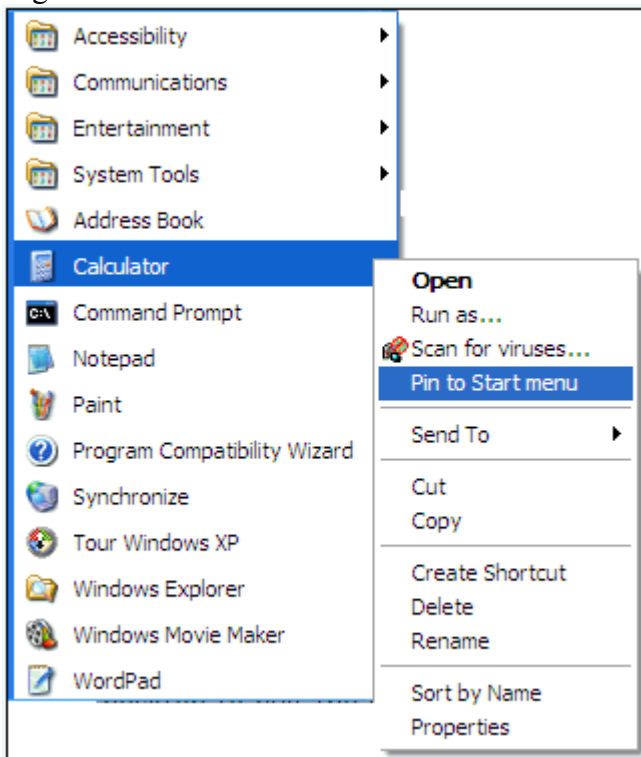 Accessibility
Communications
Entertainment
System Tools
Address Book
Calculator
Command Prompt
Notepad
Paint
Program Compatibility Wizard
Synchronize
Tour Windows XP
Windows Explorer
Windows Movie Maker
WordPad
Open
Run as...
Scan for viruses...
Pin to Start menu
Send To
Cut
Copy
Create Shortcut
Delete
Rename
Sort by Name
Properties